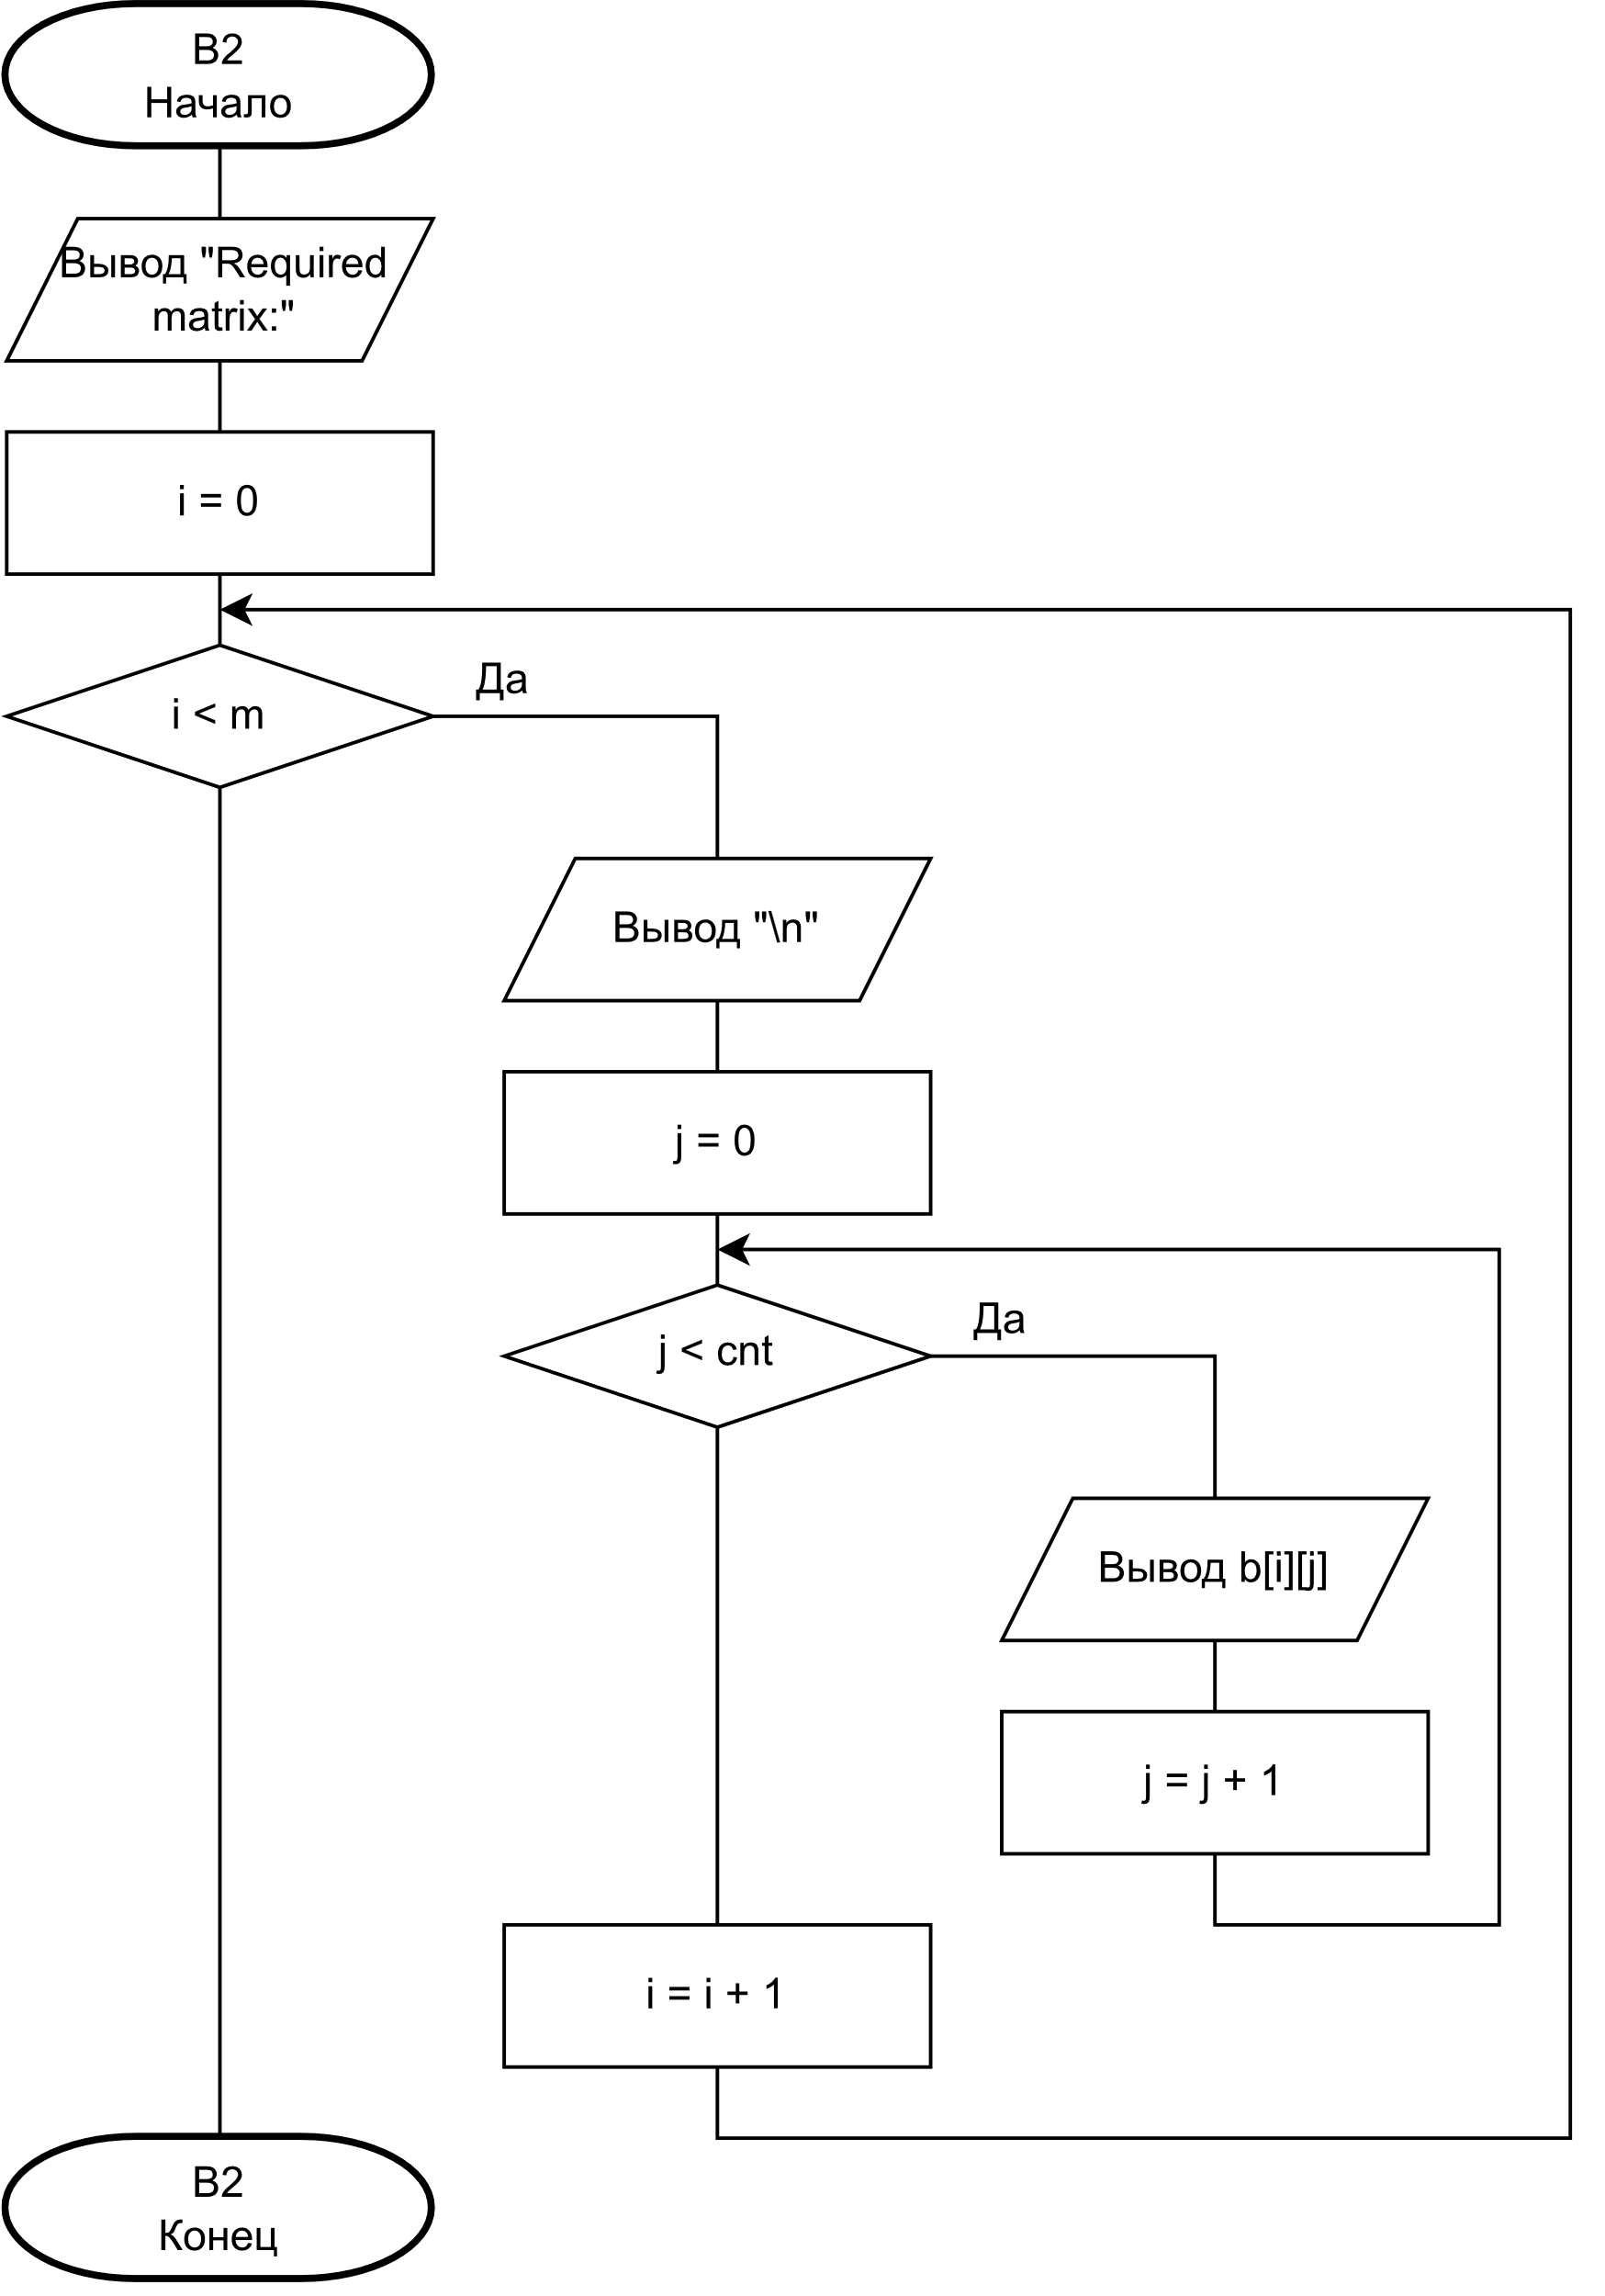 B2
Начало
Вывод "Required
matrix:"
i = 0
i < m
Да
Вывод "\n"
j = 0
j < cnt
Да
Вывод b[i][j]
j = j + 1
i = i + 1
B2
Конец